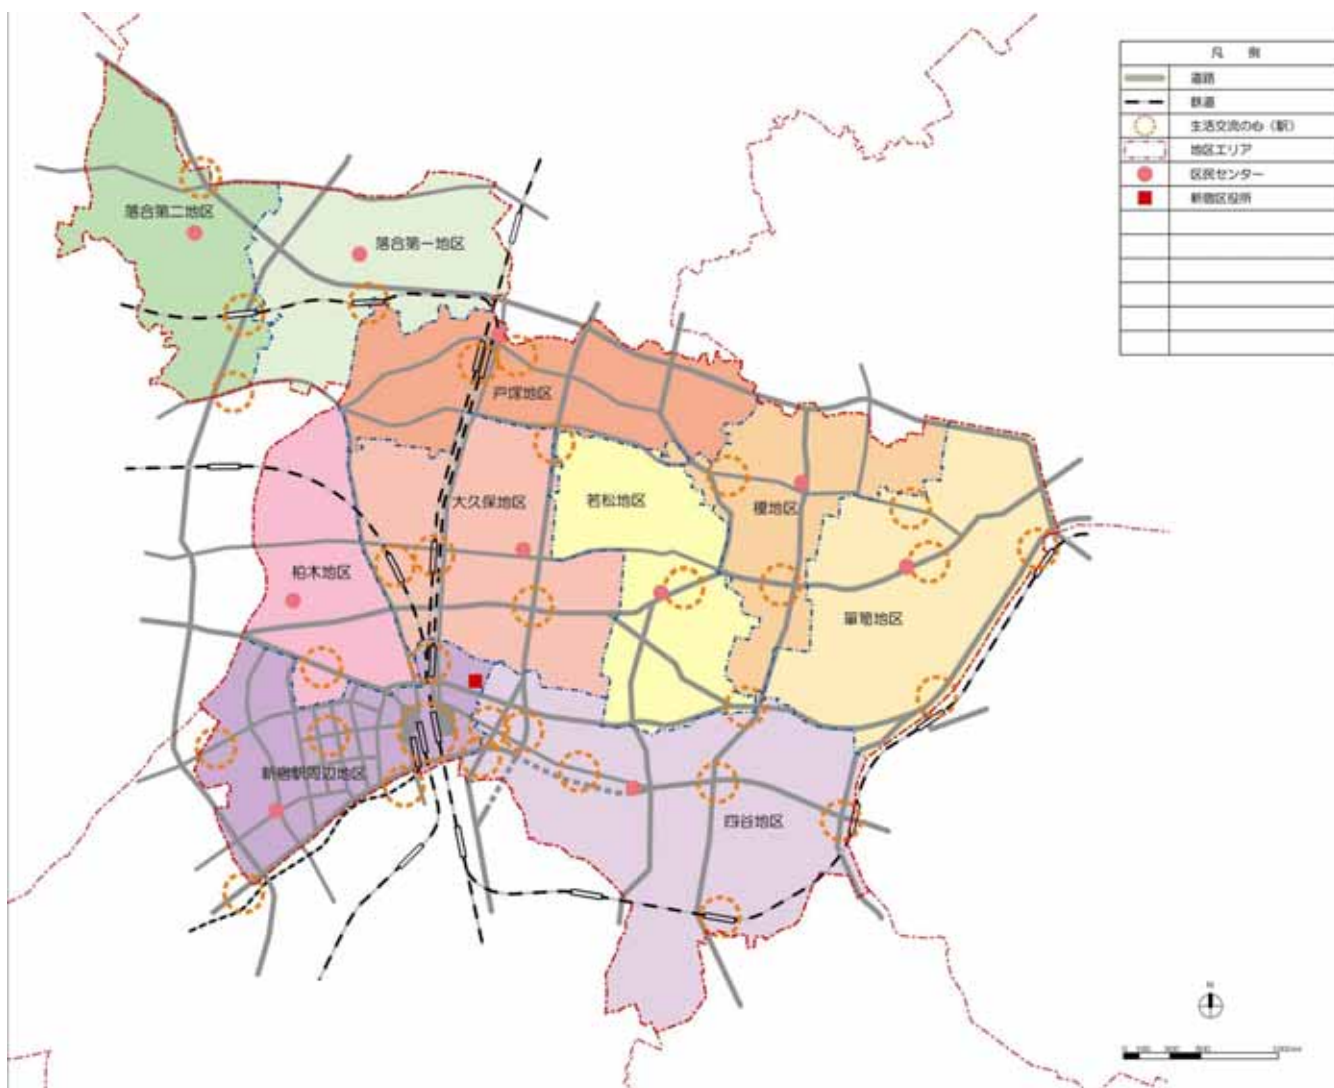 凡 例
道路
鉄道
生活交流の心（駅）
地区エリア
区民センター
新宿区役所
落合第二地区
落合第一地区
戸塚地区
大久保地区
若松地区
榎地区
柏木地区
箪笥地区
新宿駅周辺地区
四谷地区
N